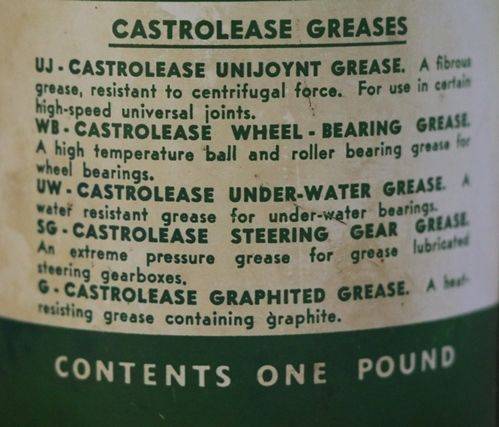 CASTROLEASE GREASES
UJ - CASTROLEASE UNIJOYNT GREASE. A fibrous
grease, resistant to centrifugal force. For use in certain
high-speed universal joints.
WB - CASTROLEASE WHEEL - BEARING GREASE.
A high temperature ball and roller bearing grease for
wheel bearings.
UW - CASTROLEASE UNDER-WATER GREASE. A
water resistant grease for under-water bearings.
SG - CASTROLEASE STEERING GEAR GREASE.
An extreme pressure grease for grease lubricated
steering gearboxes.
G - CASTROLEASE GRAPHITED GREASE. A heat-
resisting grease containing graphite.
CONTENTS ONE POUND